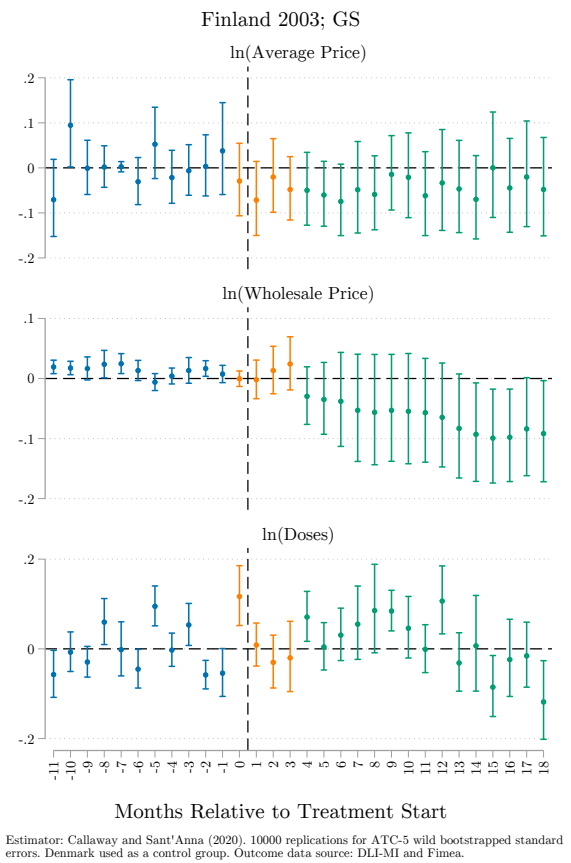 Finland 2003; GS
ln(Average Price)
.2
.1
0
-.1
-.2
ln(Wholesale Price)
.1
0
-.1
-.2
ln(Doses)
.2
0
-.2
-11 -10 -9 -8 -7 -6 -5 -4 -3 -2 -1 0 1 2 3 4 5 6 7 8 9 10 11 12 13 14 15 16 17 18
Months Relative to Treatment Start
Estimator: Callaway and Sant'Anna (2020). 10000 replications for ATC-5 wild bootstrapped standard
errors. Denmark used as a control group. Outcome data source: DLI-MI and Fimea.